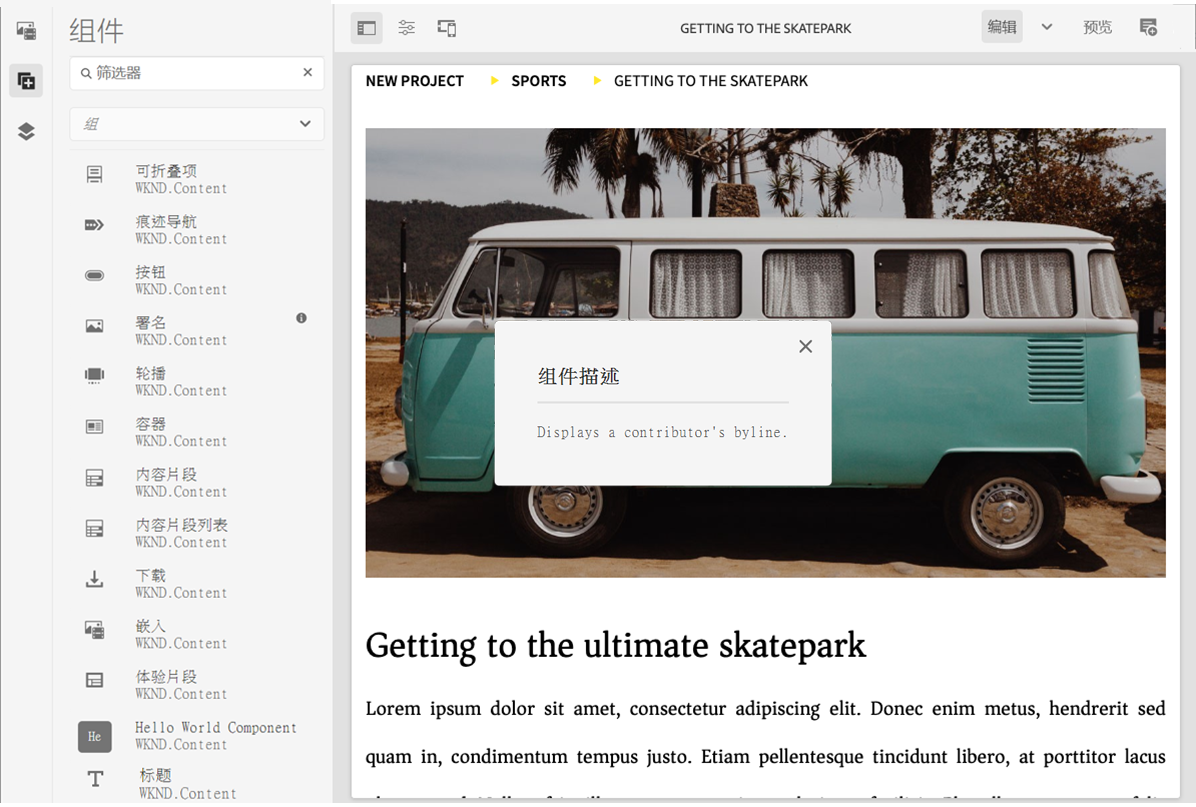 组件
筛选器
组
可折叠项
WKND.Content
痕迹导航
WKND.Content
按钮
WKND.Content
署名
WKND.Content
轮播
WKND.Content
容器
WKND.Content
内容片段
WKND.Content
内容片段列表
WKND.Content
下载
WKND.Content
嵌入
WKND.Content
体验片段
WKND.Content
He
Hello World Component
WKND.Content
标题
WKND.Content
GETTING TO THE SKATEPARK
编辑
预览
NEW PROJECT SPORTS GETTING TO THE SKATEPARK
组件描述
Displays a contributor's byline.
Getting to the ultimate skatepark
Lorem ipsum dolor sit amet, consectetur adipiscing elit. Donec enim metus, hendrerit sed
quam in, condimentum tempus justo. Etiam pellentesque tincidunt libero, at porttitor lacus